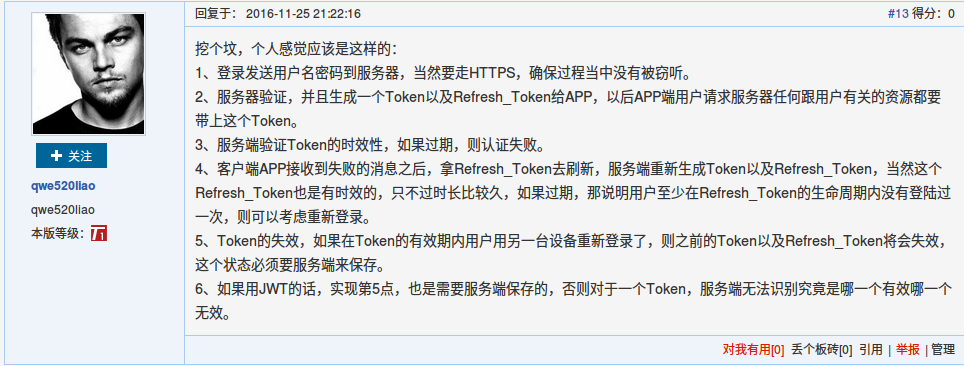 回复于： 2016-11-25 21:22:16
#13 得分：0
关注
qwe520liao
qwe520liao
本版等级：
T1
挖个坟，个人感觉应该是这样的：
1、登录发送用户名密码到服务器，当然要走HTTPS，确保过程当中没有被窃听。
2、服务器验证，并且生成一个Token以及Refresh_Token给APP，以后APP端用户请求服务器任何跟用户有关的资源都要
带上这个Token。
3、服务端验证Token的时效性，如果过期，则认证失败。
4、客户端APP接收到失败的消息之后，拿Refresh_Token去刷新，服务端重新生成Token以及Refresh_Token，当然这个
Refresh_Token也是有时效的，只不过时长比较久，如果过期，那说明用户至少在Refresh_Token的生命周期内没有登陆过
一次，则可以考虑重新登录。
5、Token的失效，如果在Token的有效期内用户用另一台设备重新登录了，则之前的Token以及Refresh_Token将会失效，
这个状态必须要服务端来保存。
6、如果用JWT的话，实现第5点，也是需要服务端保存的，否则对于一个Token，服务端无法识别究竟是哪一个有效哪一个
无效。
对我有用[0] 丢个板砖[0] 引用 | 举报 | 管理